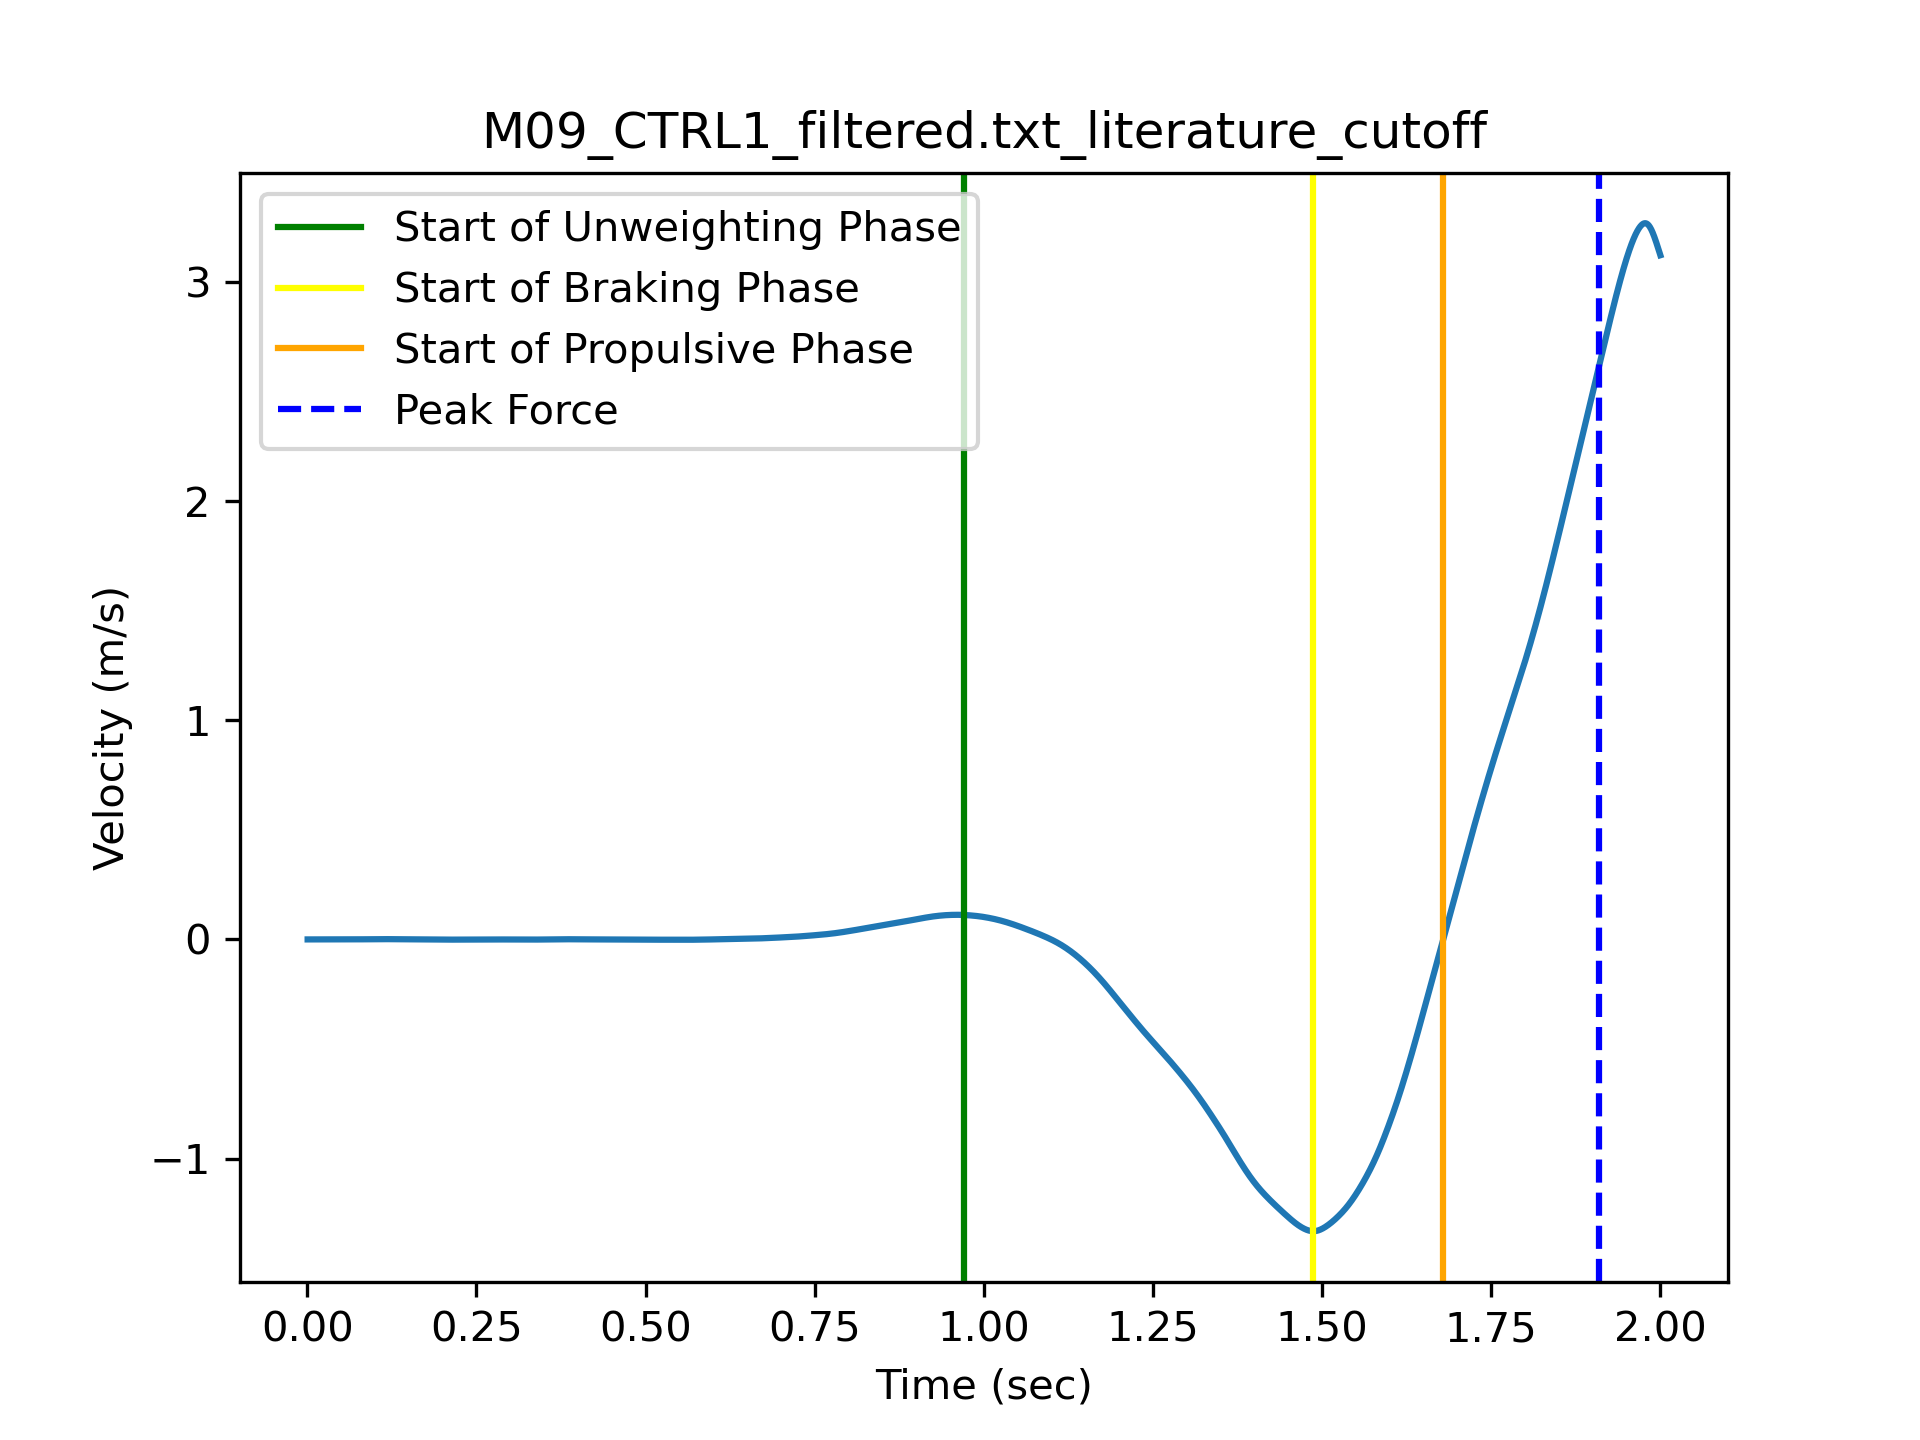 M09_CTRL1_filtered.txt_literature_cutoff
Start of Unweighting Phase
Start of Braking Phase
Start of Propulsive Phase
Peak Force
3
2
1
0
−1
Velocity (m/s)
0.00 0.25 0.50 0.75 1.00 1.25 1.50 1.75 2.00
Time (sec)